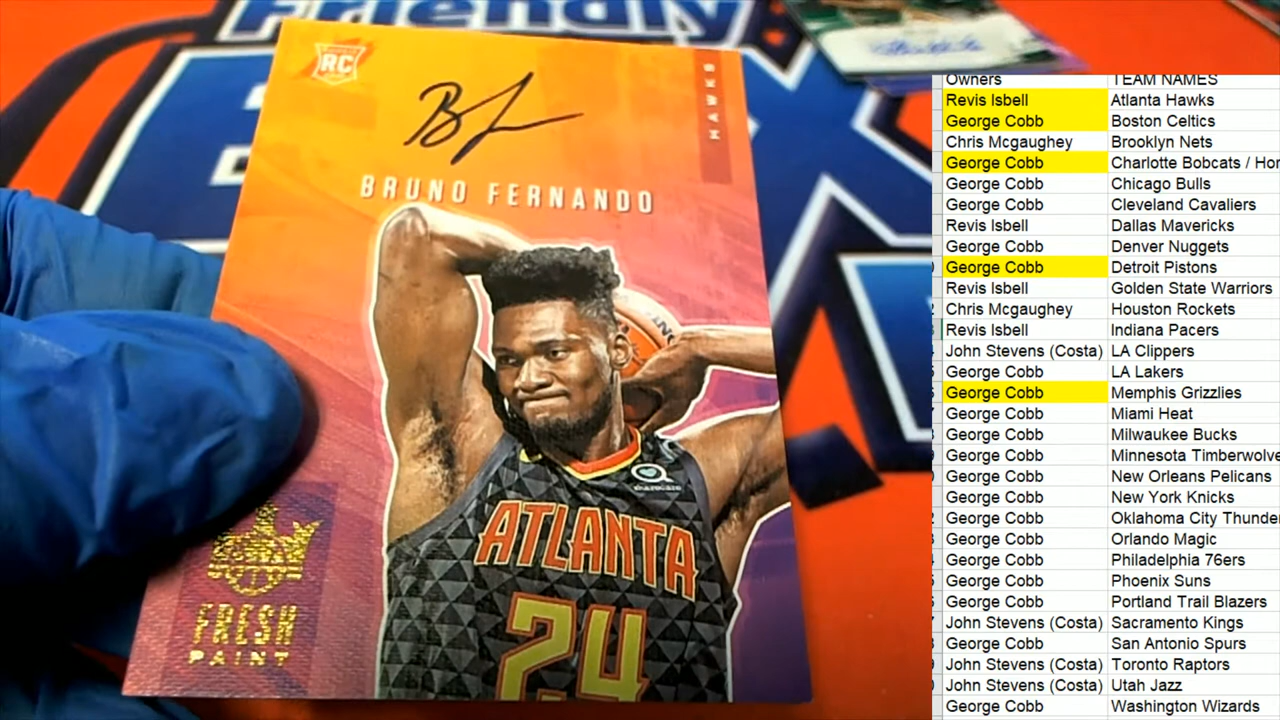 Friendly
RC
HAWKS
BRUNO FERNANDO
ATLANTA
24
FRESH
PAINT
Owners TEAM NAMES
Revis Isbell Atlanta Hawks
George Cobb Boston Celtics
Chris Mcgaughey Brooklyn Nets
George Cobb Charlotte Bobcats / Hor
George Cobb Chicago Bulls
George Cobb Cleveland Cavaliers
Revis Isbell Dallas Mavericks
George Cobb Denver Nuggets
George Cobb Detroit Pistons
Revis Isbell Golden State Warriors
Chris Mcgaughey Houston Rockets
Revis Isbell Indiana Pacers
John Stevens (Costa) LA Clippers
George Cobb LA Lakers
George Cobb Memphis Grizzlies
George Cobb Miami Heat
George Cobb Milwaukee Bucks
George Cobb Minnesota Timberwolve
George Cobb New Orleans Pelicans
George Cobb New York Knicks
George Cobb Oklahoma City Thunde
George Cobb Orlando Magic
George Cobb Philadelphia 76ers
George Cobb Phoenix Suns
George Cobb Portland Trail Blazers
John Stevens (Costa) Sacramento Kings
George Cobb San Antonio Spurs
John Stevens (Costa) Toronto Raptors
John Stevens (Costa) Utah Jazz
George Cobb Washington Wizards